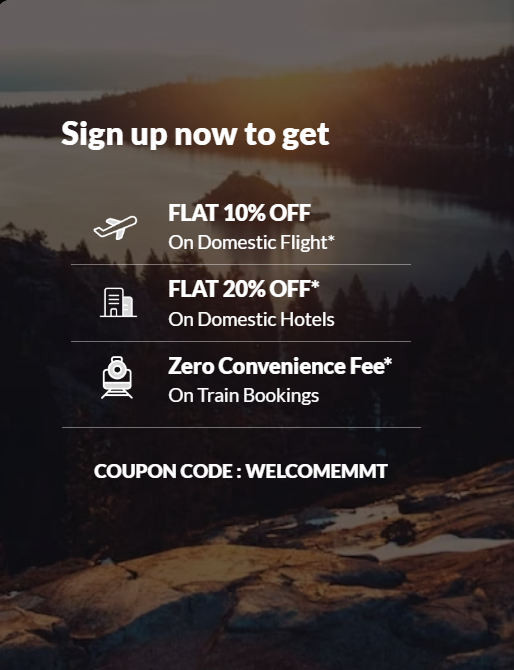 Sign up now to get
FLAT 10% OFF
On Domestic Flight*
FLAT 20% OFF*
On Domestic Hotels
Zero Convenience Fee*
On Train Bookings
COUPON CODE : WELCOMEMMT